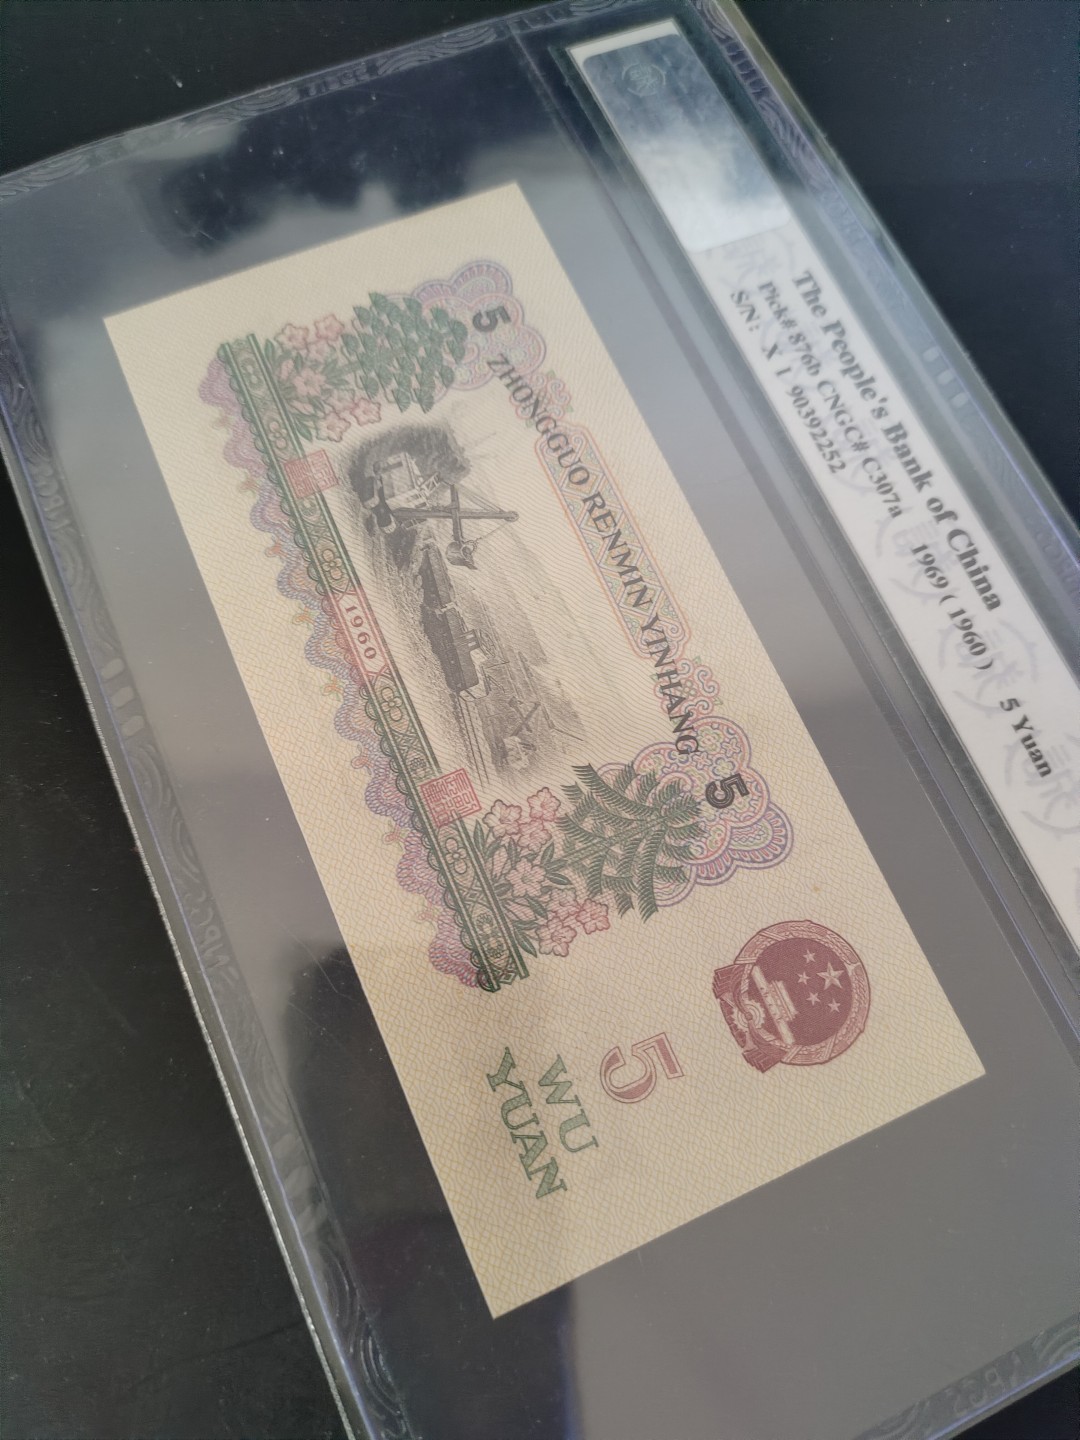 The People's Bank of China
Pick# 876b CNGC# C307a 1969 ( 1960 ) 5 Yuan
S/N: X I 90392252
5 ZHONGGUO RENMIN YINHANG 5
1960
5
WU
YUAN